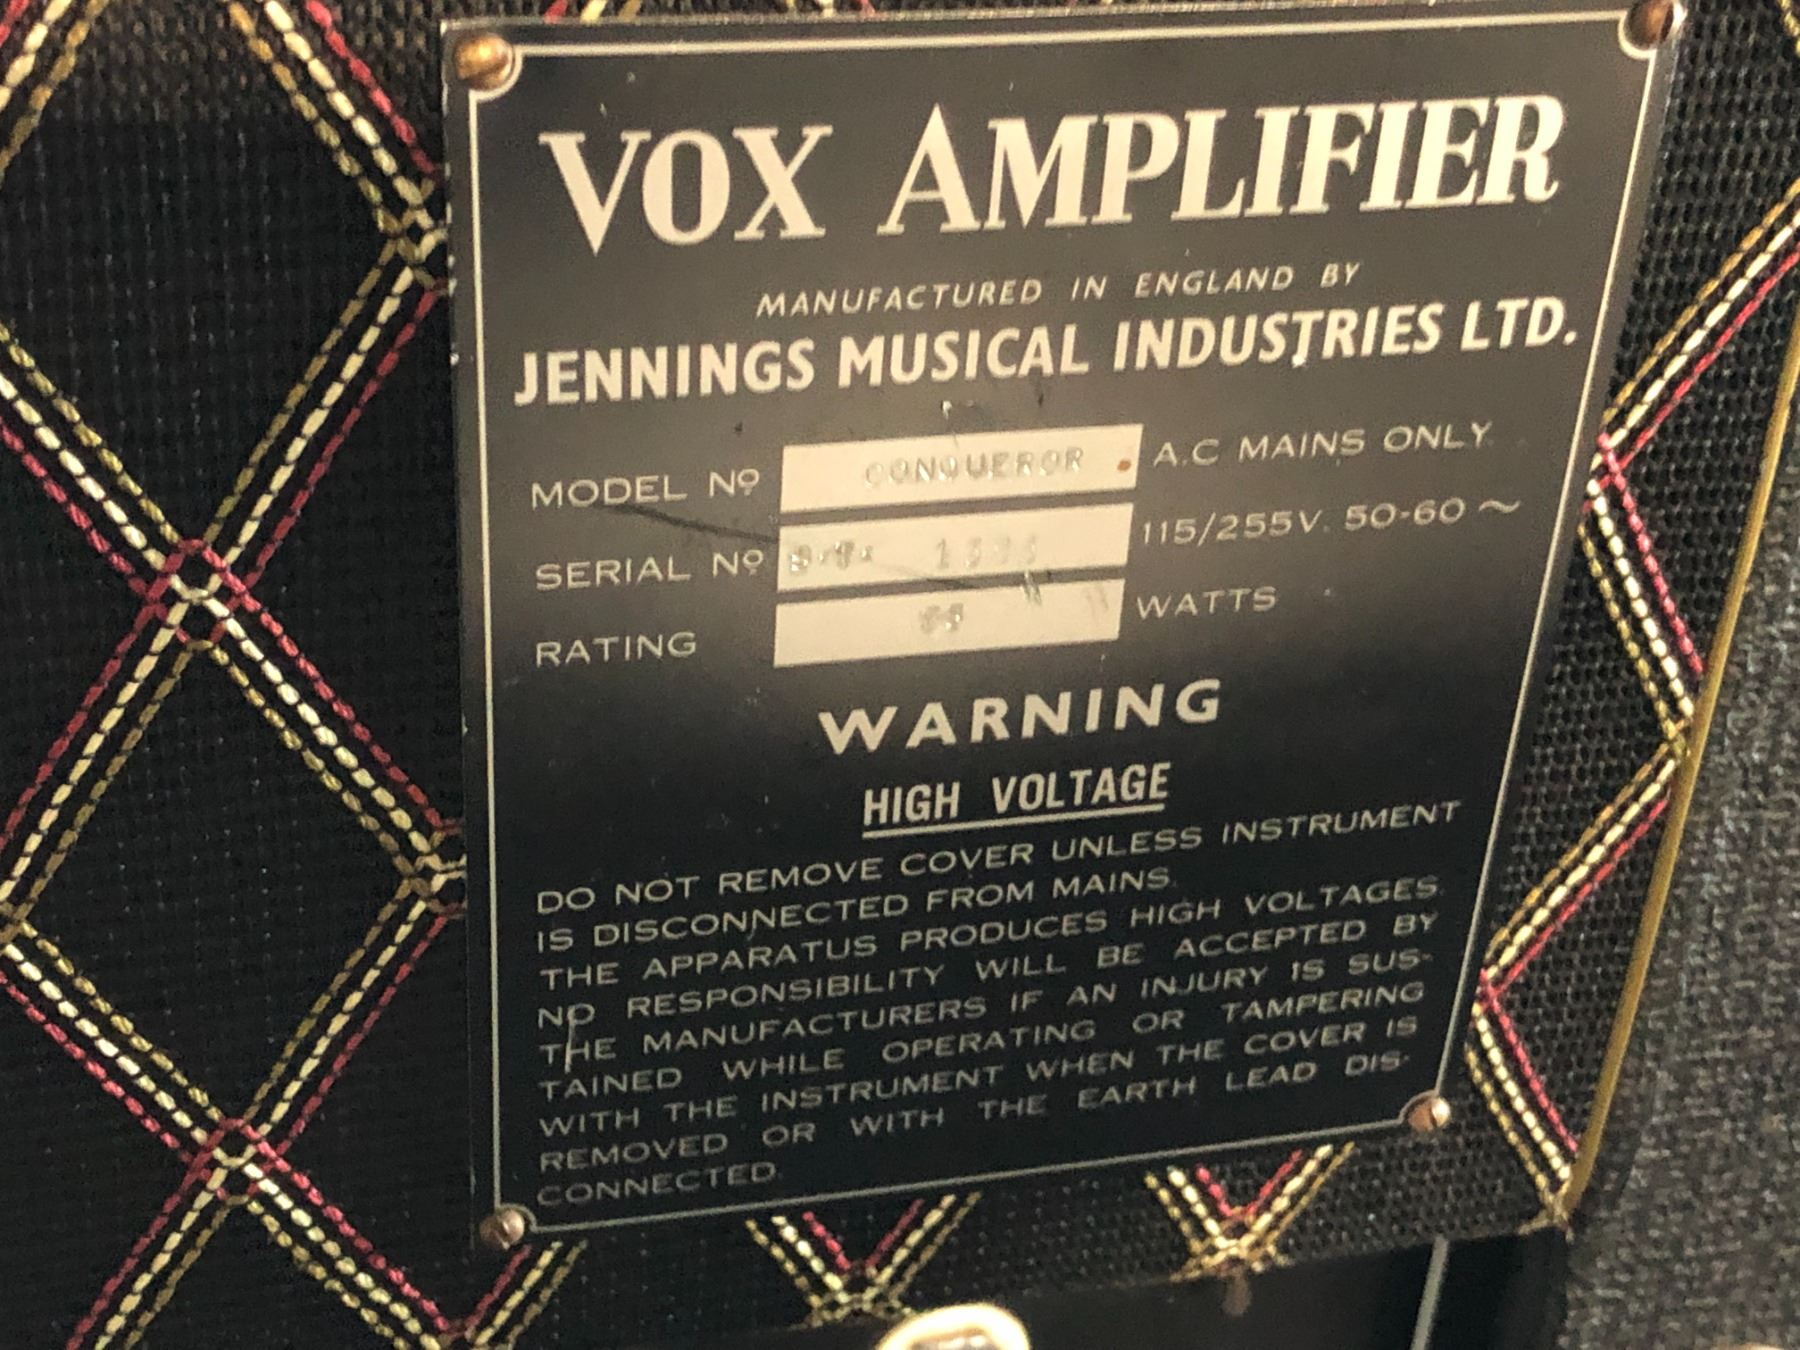 VOX AMPLIFIER
MANUFACTURED IN ENGLAND BY
JENNINGS MUSICAL INDUSTRIES LTD.
MODEL Nº CONQUEROR A.C MAINS ONLY
SERIAL Nº 115/255V. 50-60 ~
RATING WATTS
WARNING
HIGH VOLTAGE
DO NOT REMOVE COVER UNLESS INSTRUMENT
IS DISCONNECTED FROM MAINS.
THE APPARATUS PRODUCES HIGH VOLTAGES
NO RESPONSIBILITY WILL BE ACCEPTED BY
THE MANUFACTURERS IF AN INJURY IS SUS-
TAINED WHILE OPERATING OR TAMPERING
WITH THE INSTRUMENT WHEN THE COVER IS
REMOVED OR WITH THE EARTH LEAD DIS-
CONNECTED.